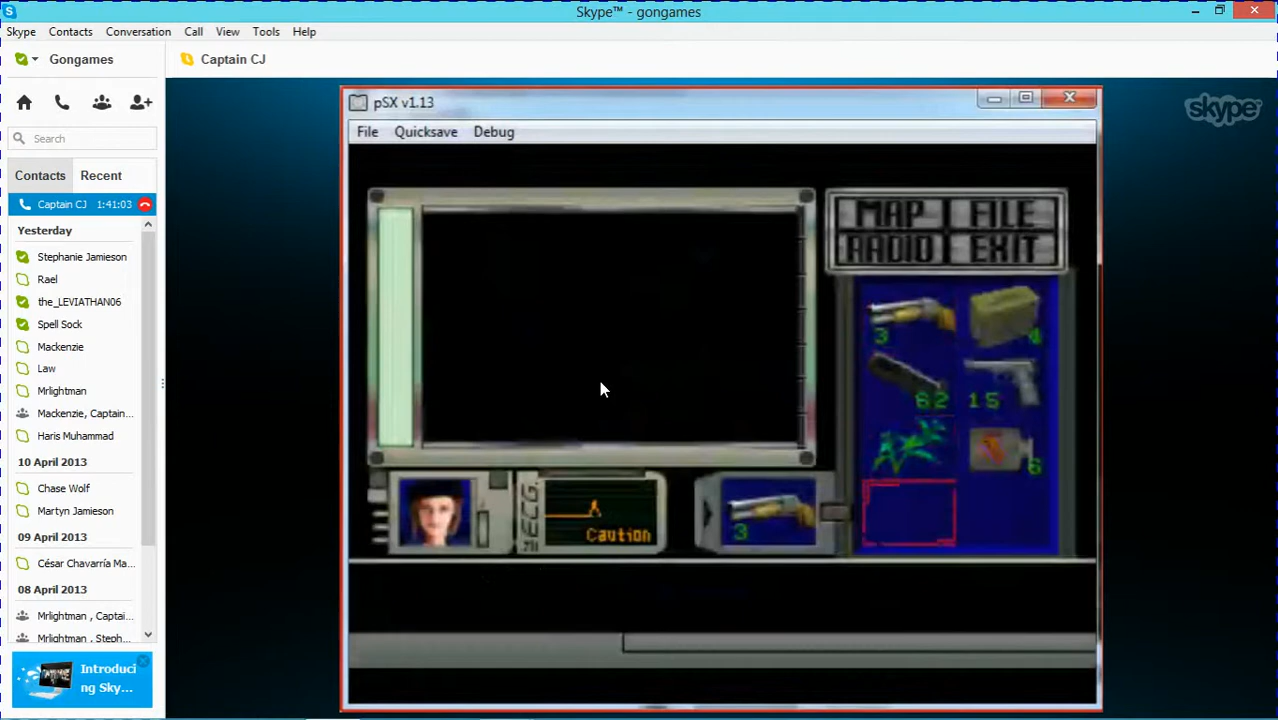 Skype™ - gongames
Skype Contacts Conversation Call View Tools Help
Gongames
Captain CJ
skype
Search
Contacts Recent
Captain CJ 1:41:03
Yesterday
Stephanie Jamieson
Rael
the_LEVIATHAN06
Spell Sock
Mackenzie
Law
Mrlightman
Mackenzie, Captain...
Haris Muhammad
10 April 2013
Chase Wolf
Martyn Jamieson
09 April 2013
César Chavarría Ma...
08 April 2013
Mrlightman , Captai...
Mrlightman , Steph...
Introduci
ng Sky...
pSX v1.13
File Quicksave Debug
MAP FILE
RADIO EXIT
3 4
62 15
6
ECG
Caution
3